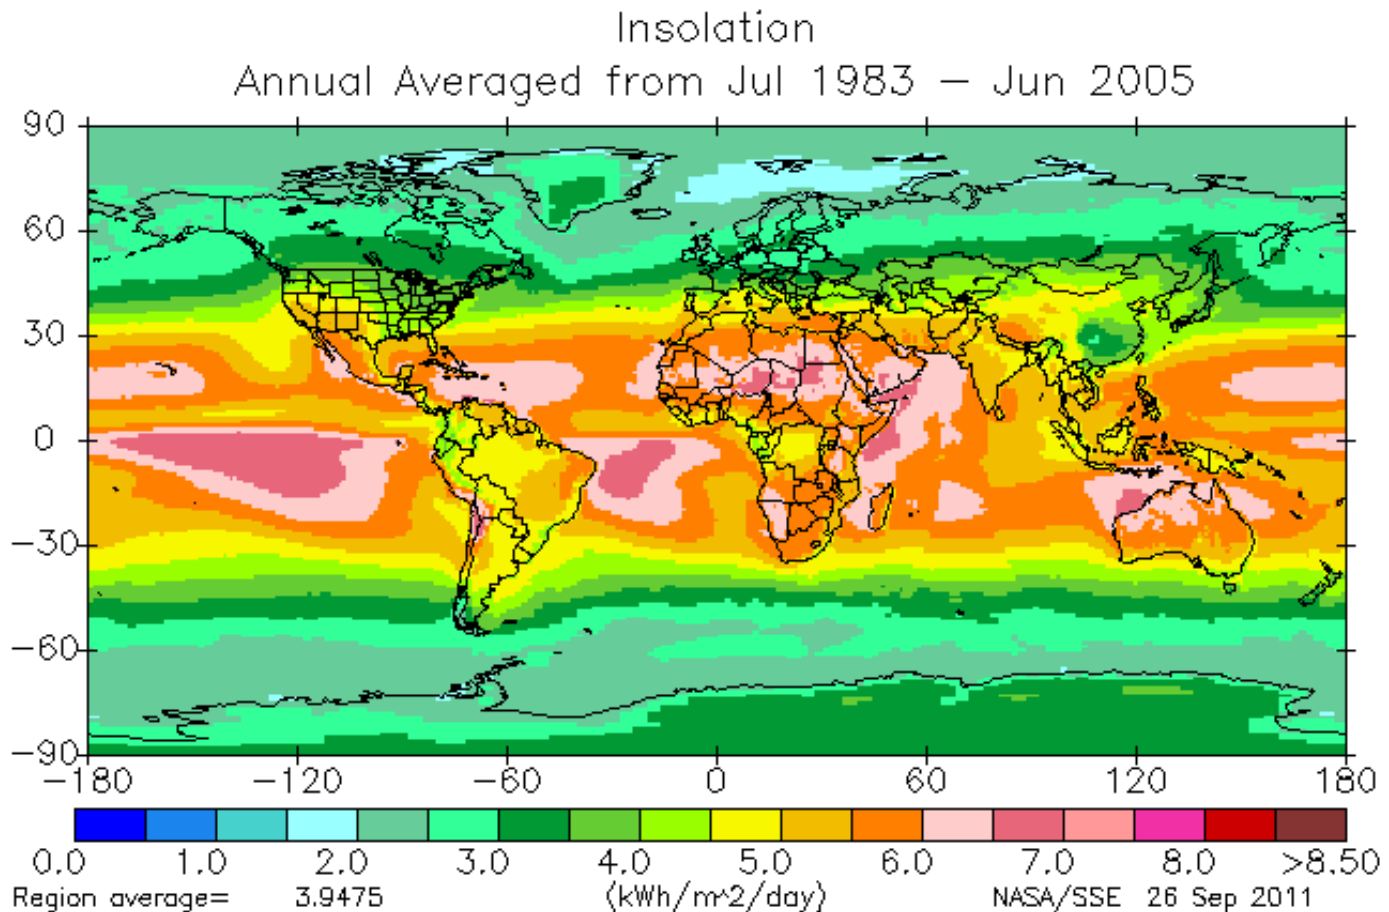 Insolation
Annual Averaged from Jul 1983 – Jun 2005
90
60
30
0
−30
−60
−90
−180 −120 −60 0 60 120 180
0.0 1.0 2.0 3.0 4.0 5.0 6.0 7.0 8.0 >8.50
Region average= 3.9475 (kWh/m^2/day) NASA/SSE 26 Sep 2011